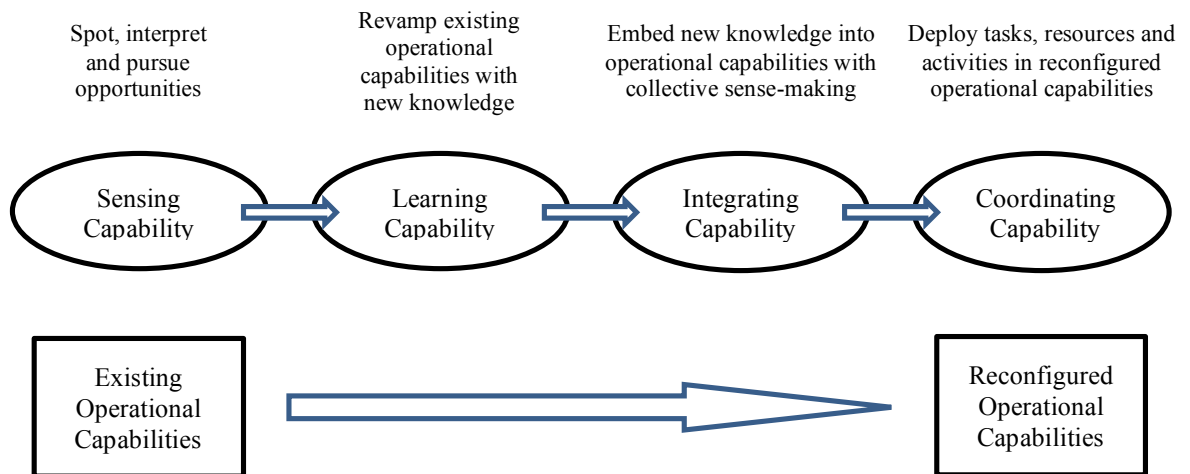 Spot, interpret
and pursue
opportunities
Revamp existing
operational
capabilities with
new knowledge
Embed new knowledge into
operational capabilities with
collective sense-making
Deploy tasks, resources and
activities in reconfigured
operational capabilities
Sensing
Capability
Learning
Capability
Integrating
Capability
Coordinating
Capability
Existing
Operational
Capabilities
Reconfigured
Operational
Capabilities